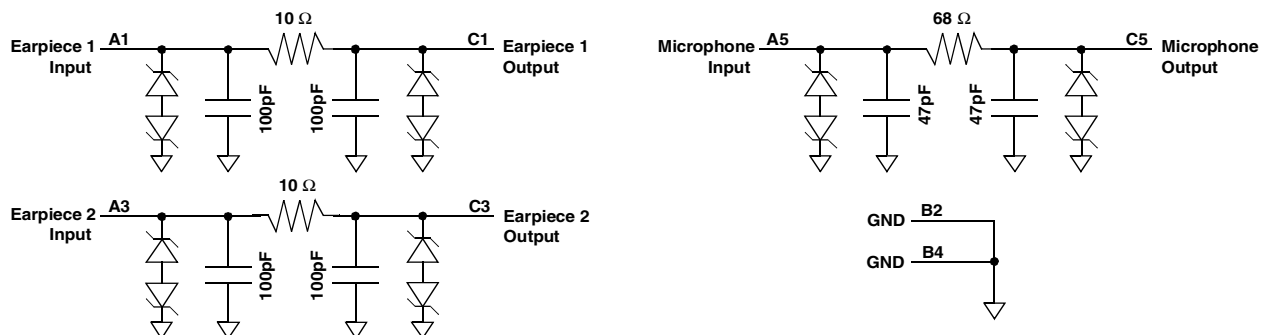 10 Ω
Earpiece 1
Input
A1
C1
Earpiece 1
Output
100pF
100pF
10 Ω
Earpiece 2
Input
A3
C3
Earpiece 2
Output
100pF
100pF
68 Ω
Microphone
Input
A5
C5
Microphone
Output
47pF
47pF
GND
B2
GND
B4